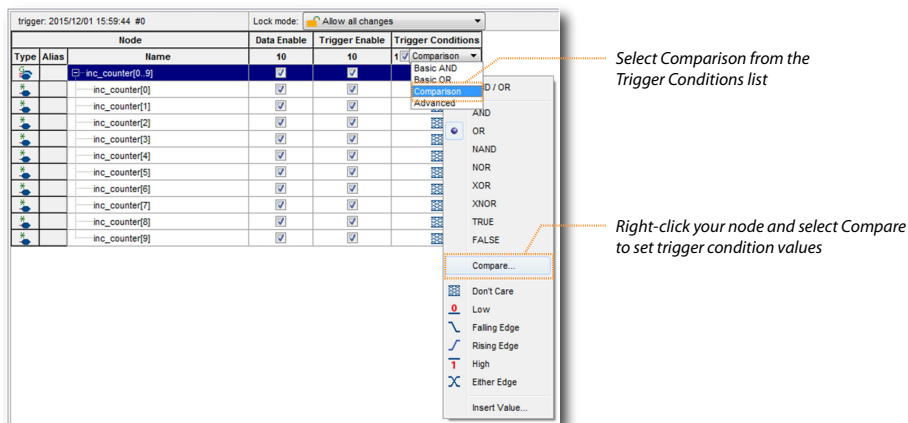 trigger: 2015/12/01 15:59:44 #0
Lock mode: Allow all changes
Node Data Enable Trigger Enable Trigger Conditions
Type Alias Name 10 10 1 Comparison
inc_counter[0..9]
inc_counter[0]
inc_counter[1]
inc_counter[2]
inc_counter[3]
inc_counter[4]
inc_counter[5]
inc_counter[6]
inc_counter[7]
inc_counter[8]
inc_counter[9]
Basic AND
Basic OR
Comparison
Advanced
D / OR
AND
OR
NAND
NOR
XOR
XNOR
TRUE
FALSE
Compare...
Don't Care
0 Low
Falling Edge
Rising Edge
1 High
Either Edge
Insert Value...
Select Comparison from the
Trigger Conditions list
Right-click your node and select Compare
to set trigger condition values